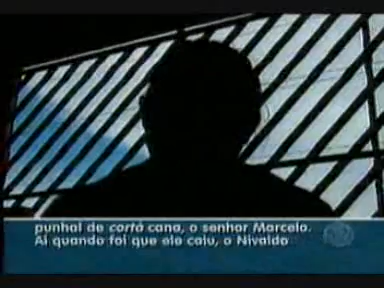 punhal de cortá cana, o senhor Marcelo.
Aí quando foi que ele caiu, o Nivaldo